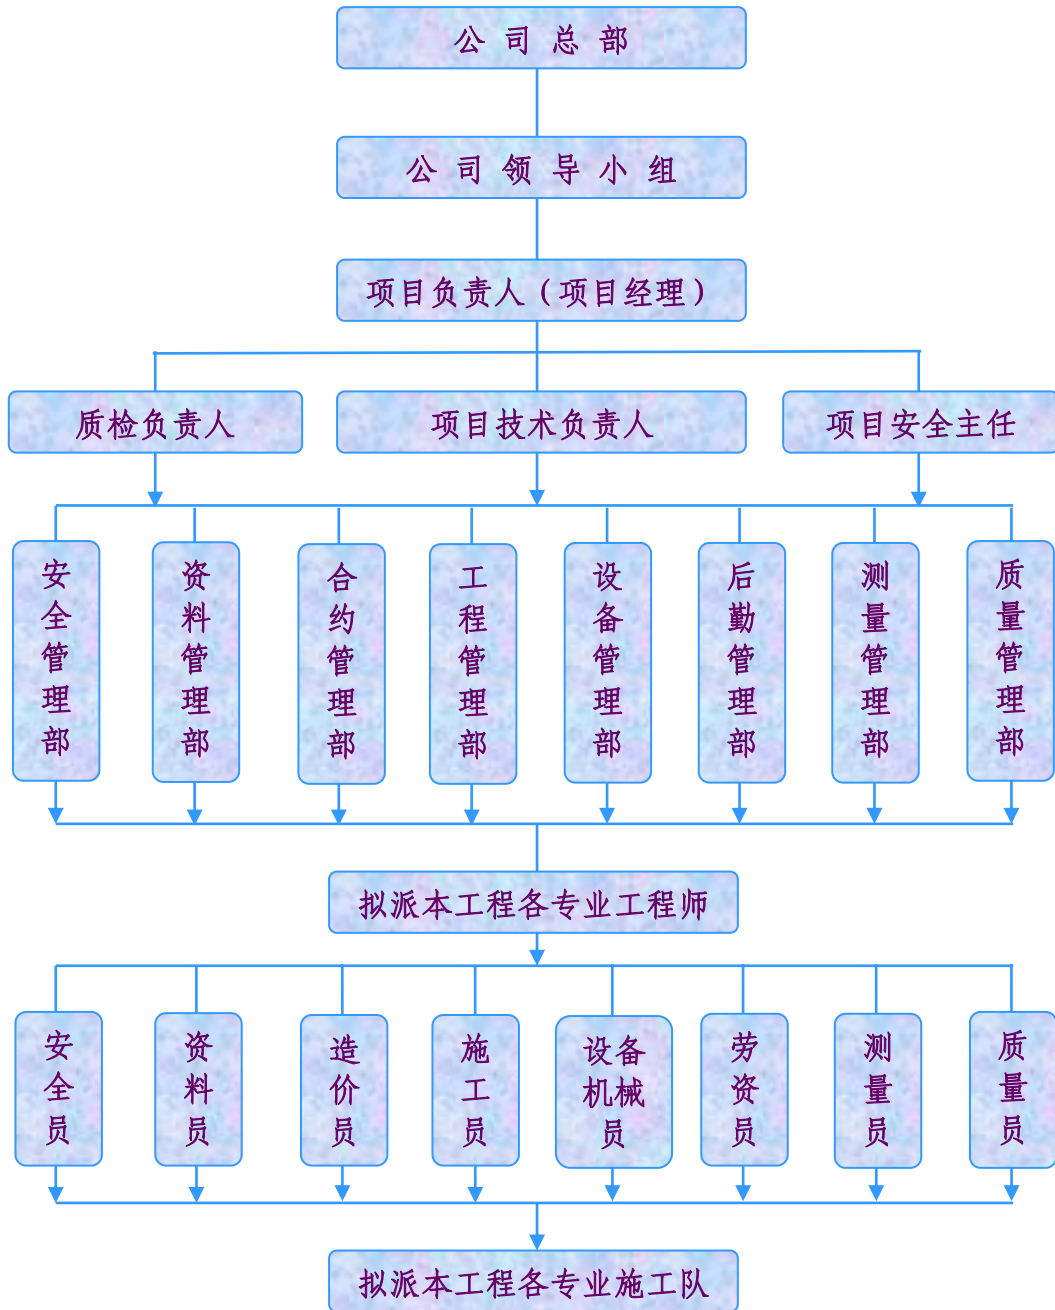 公司总部
公司领导小组
项目负责人（项目经理）
质检负责人
项目技术负责人
项目安全主任
安全管理部
资料管理部
合约管理部
工程管理部
设备管理部
后勤管理部
测量管理部
质量管理部
拟派本工程各专业工程师
安全员
资料员
造价员
施工员
设备
机械
员
劳资员
测量员
质量员
拟派本工程各专业施工队